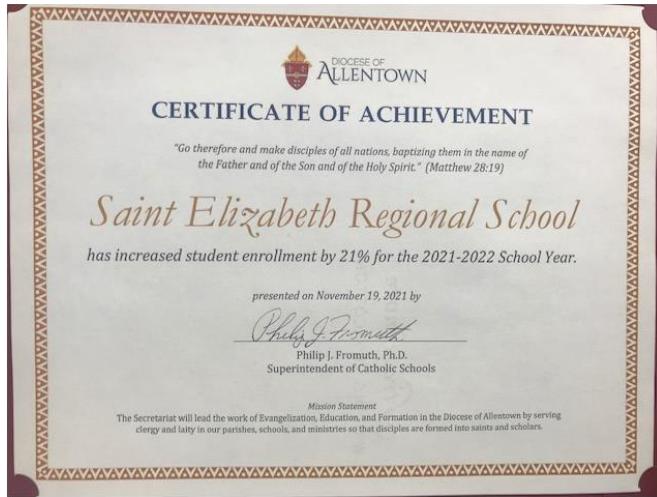 DIOCESE OF
ALLENTOWN
CERTIFICATE OF ACHIEVEMENT
"Go therefore and make disciples of all nations, baptizing them in the name of
the Father and of the Son and of the Holy Spirit." (Matthew 28:19)
Saint Elizabeth Regional School
has increased student enrollment by 21% for the 2021-2022 School Year.
presented on November 19, 2021 by
Philip J. Fromuth
Philip J. Fromuth, Ph.D.
Superintendent of Catholic Schools
Mission Statement
The Secretariat will lead the work of Evangelization, Education, and Formation in the Diocese of Allentown by serving
clergy and laity in our parishes, schools, and ministries so that disciples are formed into saints and scholars.